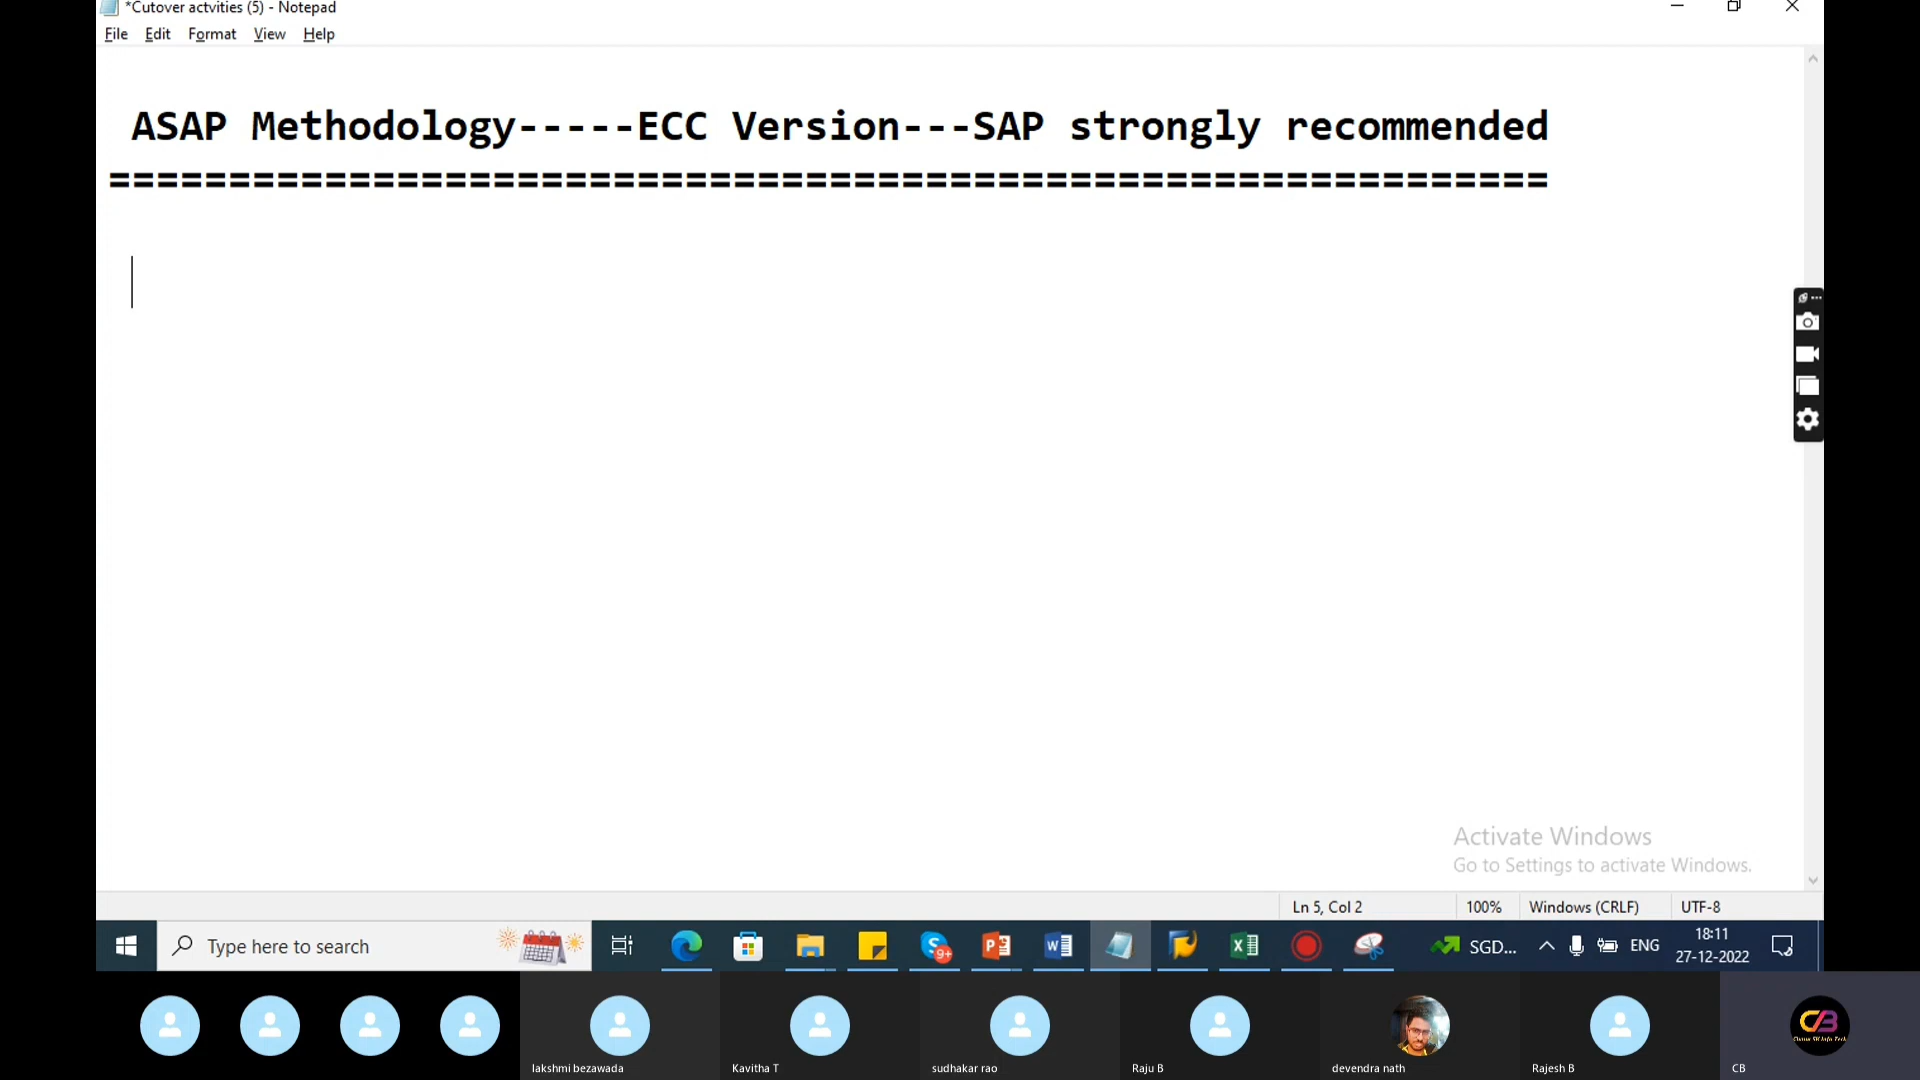 *Cutover actvities (5) - Notepad
File Edit Format View Help
ASAP Methodology-----ECC Version---SAP strongly recommended
============================================================
Activate Windows
Go to Settings to activate Windows.
Ln 5, Col 2 100% Windows (CRLF) UTF-8
Type here to search
9+
SGD...
ENG
18:11
27-12-2022
lakshmi bezawada
Kavitha T
sudhakar rao
Raju B
devendra nath
Rajesh B
CB